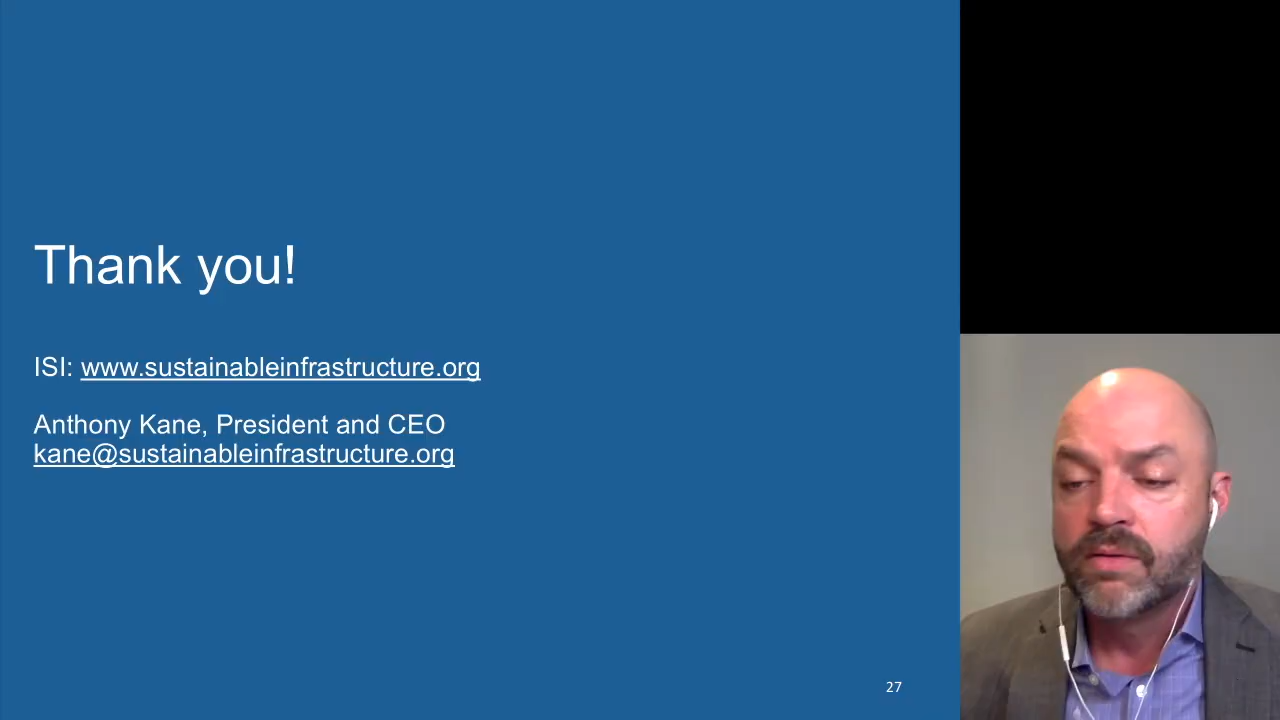 Thank you!
ISI: www.sustainableinfrastructure.org
Anthony Kane, President and CEO
kane@sustainableinfrastructure.org
27